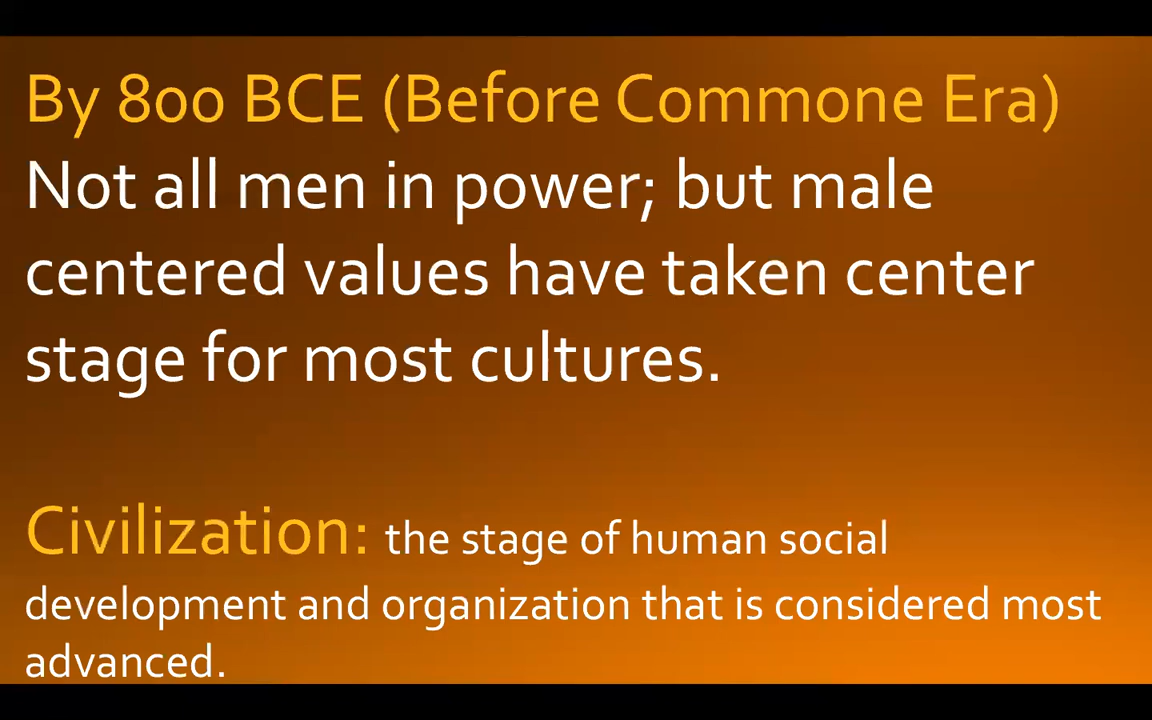 By 800 BCE (Before Commone Era)
Not all men in power; but male
centered values have taken center
stage for most cultures.
Civilization: the stage of human social
development and organization that is considered most
advanced.